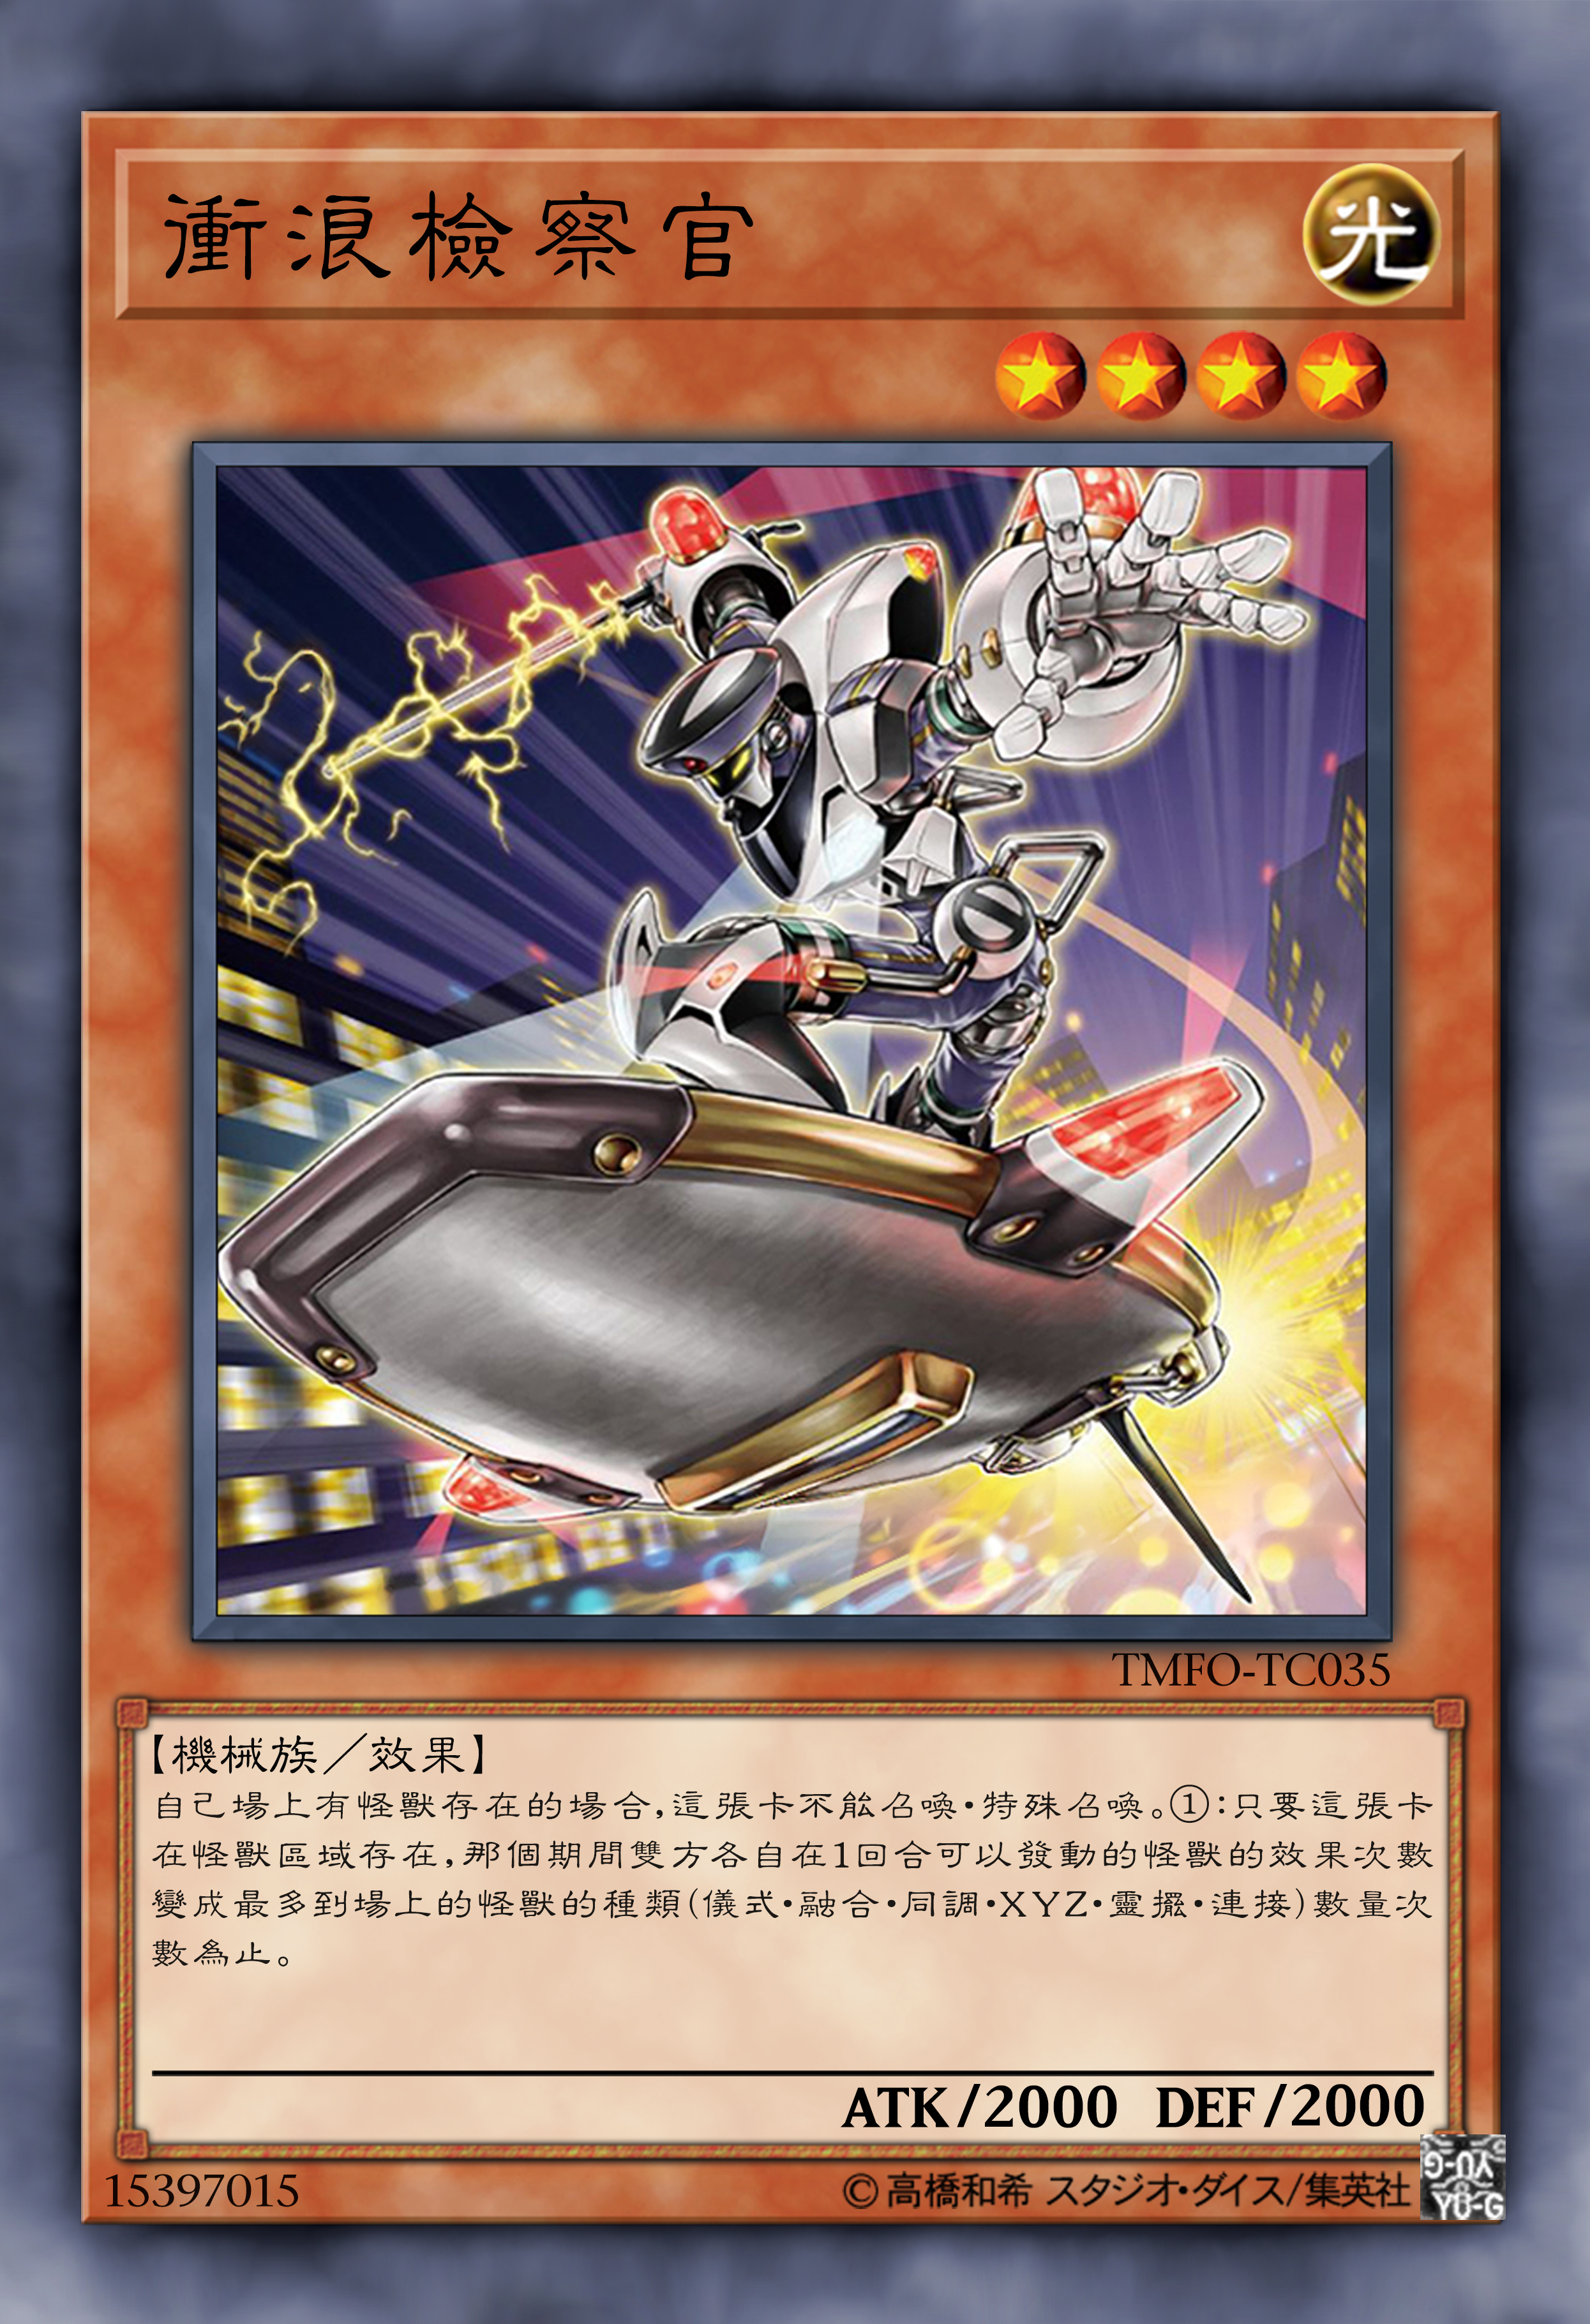 衝浪檢察官
光
TMFO-TC035
【機械族／效果】
自己場上有怪獸存在的場合,這張卡不能召喚･特殊召喚。①:只要這張卡
在怪獸區域存在,那個期間雙方各自在1回合可以發動的怪獸的效果次數
變成最多到場上的怪獸的種類(儀式･融合･同調･XYZ･靈擺･連接)數量次
數為止。
ATK/2000 DEF/2000
15397015
©高橋和希 スタジオ･ダイス/集英社
YU-G
YU-G